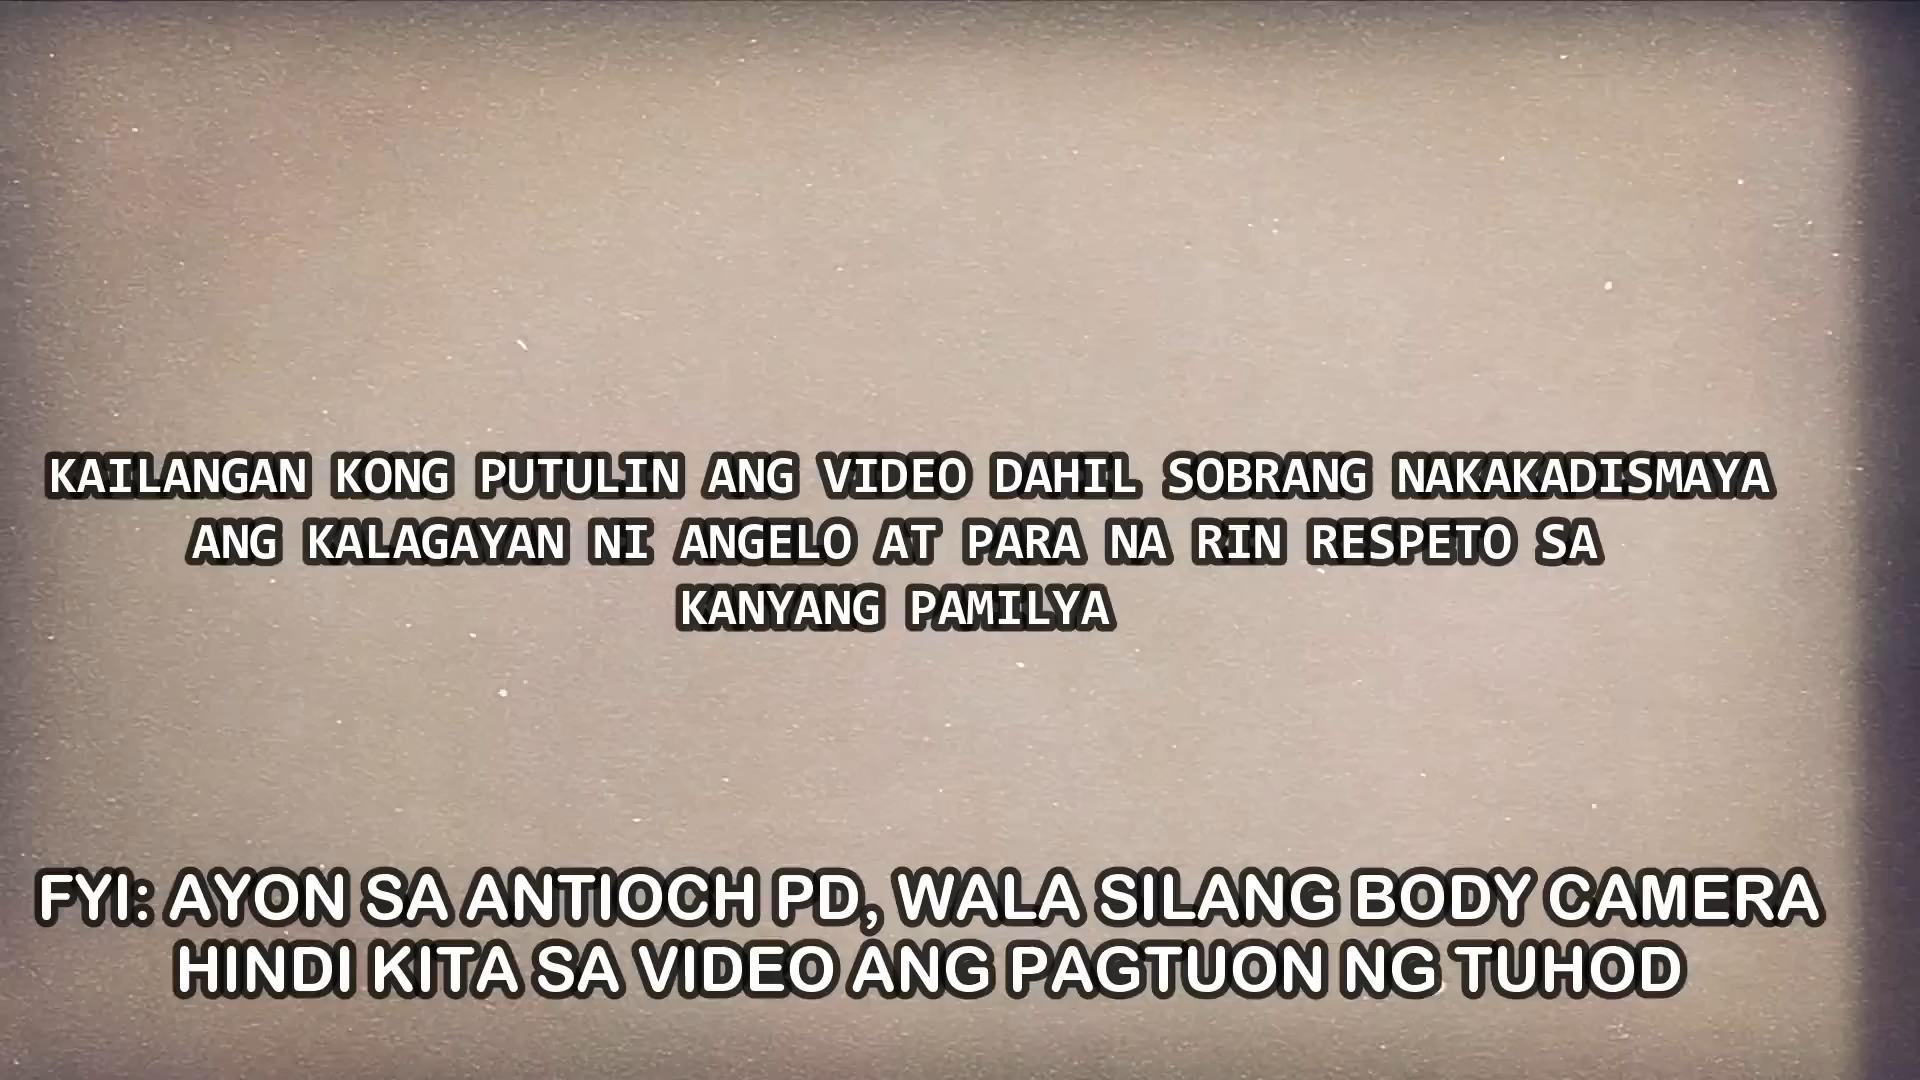 KAILANGAN KONG PUTULIN ANG VIDEO DAHIL SOBRANG NAKAKADISMAYA
ANG KALAGAYAN NI ANGELO AT PARA NA RIN RESPETO SA
KANYANG PAMILYA
FYI: AYON SA ANTIOCH PD, WALA SILANG BODY CAMERA
HINDI KITA SA VIDEO ANG PAGTUON NG TUHOD